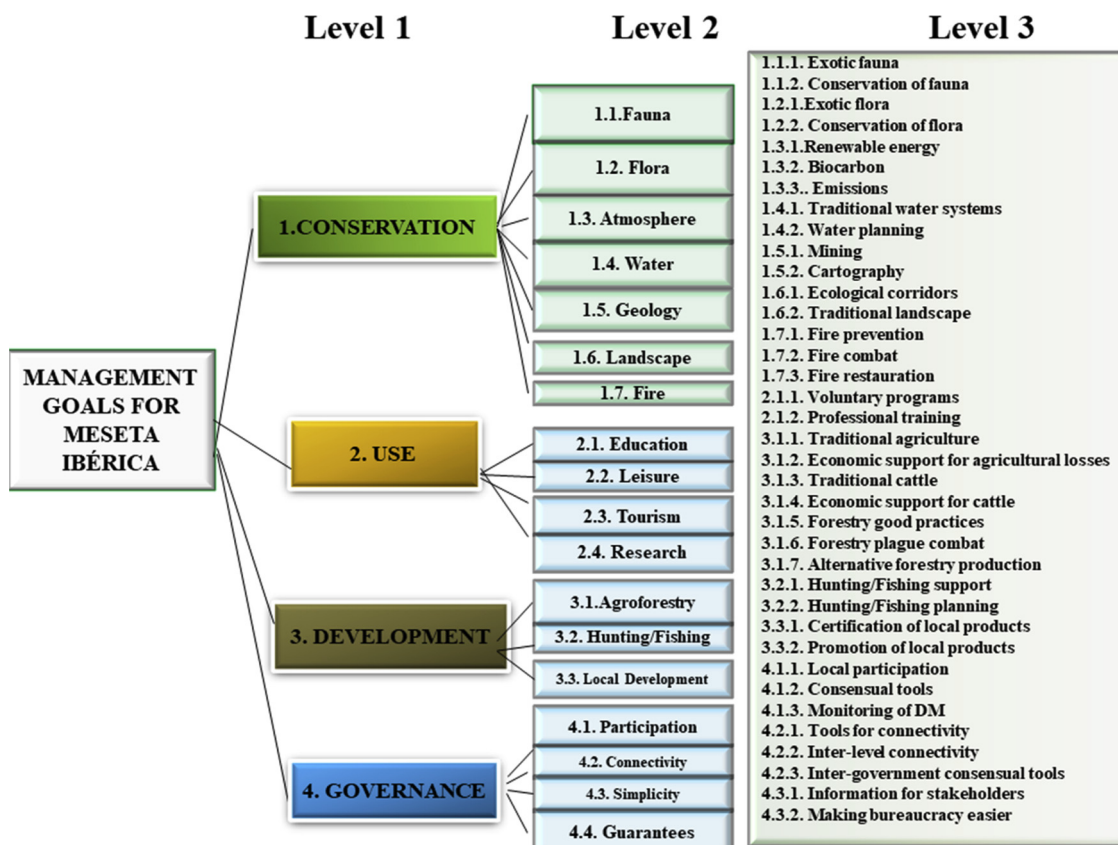 Level 1
Level 2
Level 3
MANAGEMENT
GOALS FOR
MESETA
IBÉRICA
1.CONSERVATION
2. USE
3. DEVELOPMENT
4. GOVERNANCE
1.1.Fauna
1.2. Flora
1.3. Atmosphere
1.4. Water
1.5. Geology
1.6. Landscape
1.7. Fire
2.1. Education
2.2. Leisure
2.3. Tourism
2.4. Research
3.1.Agroforestry
3.2. Hunting/Fishing
3.3. Local Development
4.1. Participation
4.2. Connectivity
4.3. Simplicity
4.4. Guarantees
1.1.1. Exotic fauna
1.1.2. Conservation of fauna
1.2.1.Exotic flora
1.2.2. Conservation of flora
1.3.1.Renewable energy
1.3.2. Biocarbon
1.3.3.. Emissions
1.4.1. Traditional water systems
1.4.2. Water planning
1.5.1. Mining
1.5.2. Cartography
1.6.1. Ecological corridors
1.6.2. Traditional landscape
1.7.1. Fire prevention
1.7.2. Fire combat
1.7.3. Fire restauration
2.1.1. Voluntary programs
2.1.2. Professional training
3.1.1. Traditional agriculture
3.1.2. Economic support for agricultural losses
3.1.3. Traditional cattle
3.1.4. Economic support for cattle
3.1.5. Forestry good practices
3.1.6. Forestry plague combat
3.1.7. Alternative forestry production
3.2.1. Hunting/Fishing support
3.2.2. Hunting/Fishing planning
3.3.1. Certification of local products
3.3.2. Promotion of local products
4.1.1. Local participation
4.1.2. Consensual tools
4.1.3. Monitoring of DM
4.2.1. Tools for connectivity
4.2.2. Inter-level connectivity
4.2.3. Inter-government consensual tools
4.3.1. Information for stakeholders
4.3.2. Making bureaucracy easier